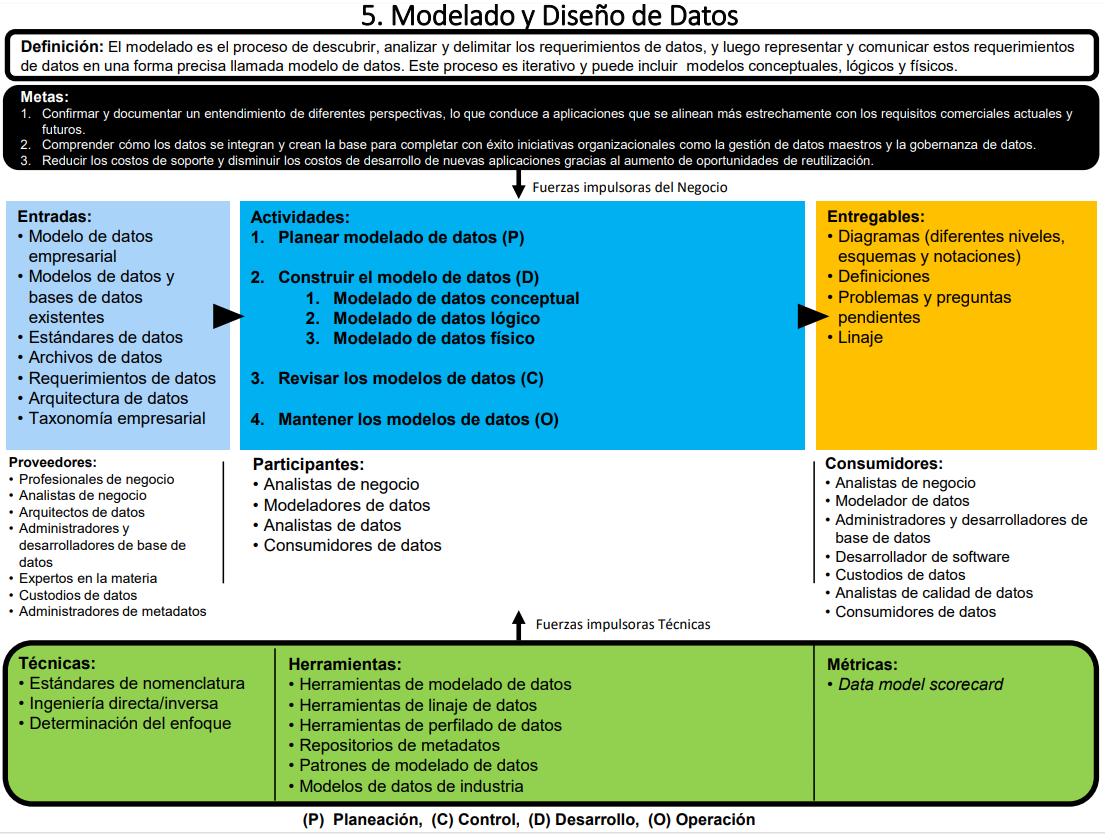 5. Modelado y Diseño de Datos
Definición: El modelado es el proceso de descubrir, analizar y delimitar los requerimientos de datos, y luego representar y comunicar estos requerimientos
de datos en una forma precisa llamada modelo de datos. Este proceso es iterativo y puede incluir modelos conceptuales, lógicos y físicos.
Metas:
1. Confirmar y documentar un entendimiento de diferentes perspectivas, lo que conduce a aplicaciones que se alinean más estrechamente con los requisitos comerciales actuales y
futuros.
2. Comprender cómo los datos se integran y crean la base para completar con éxito iniciativas organizacionales como la gestión de datos maestros y la gobernanza de datos.
3. Reducir los costos de soporte y disminuir los costos de desarrollo de nuevas aplicaciones gracias al aumento de oportunidades de reutilización.
Fuerzas impulsoras del Negocio
Entradas:
• Modelo de datos
empresarial
• Modelos de datos y
bases de datos
existentes
• Estándares de datos
• Archivos de datos
• Requerimientos de datos
• Arquitectura de datos
• Taxonomía empresarial
Actividades:
1. Planear modelado de datos (P)
2. Construir el modelo de datos (D)
1. Modelado de datos conceptual
2. Modelado de datos lógico
3. Modelado de datos físico
3. Revisar los modelos de datos (C)
4. Mantener los modelos de datos (O)
Entregables:
• Diagramas (diferentes niveles,
esquemas y notaciones)
• Definiciones
• Problemas y preguntas
pendientes
• Linaje
Proveedores:
• Profesionales de negocio
• Analistas de negocio
• Arquitectos de datos
• Administradores y
desarrolladores de base de
datos
• Expertos en la materia
• Custodios de datos
• Administradores de metadatos
Participantes:
• Analistas de negocio
• Modeladores de datos
• Analistas de datos
• Consumidores de datos
Consumidores:
• Analistas de negocio
• Modelador de datos
• Administradores y desarrolladores de
base de datos
• Desarrollador de software
• Custodios de datos
• Analistas de calidad de datos
• Consumidores de datos
Fuerzas impulsoras Técnicas
Técnicas:
• Estándares de nomenclatura
• Ingeniería directa/inversa
• Determinación del enfoque
Herramientas:
• Herramientas de modelado de datos
• Herramientas de linaje de datos
• Herramientas de perfilado de datos
• Repositorios de metadatos
• Patrones de modelado de datos
• Modelos de datos de industria
Métricas:
• Data model scorecard
(P) Planeación, (C) Control, (D) Desarrollo, (O) Operación